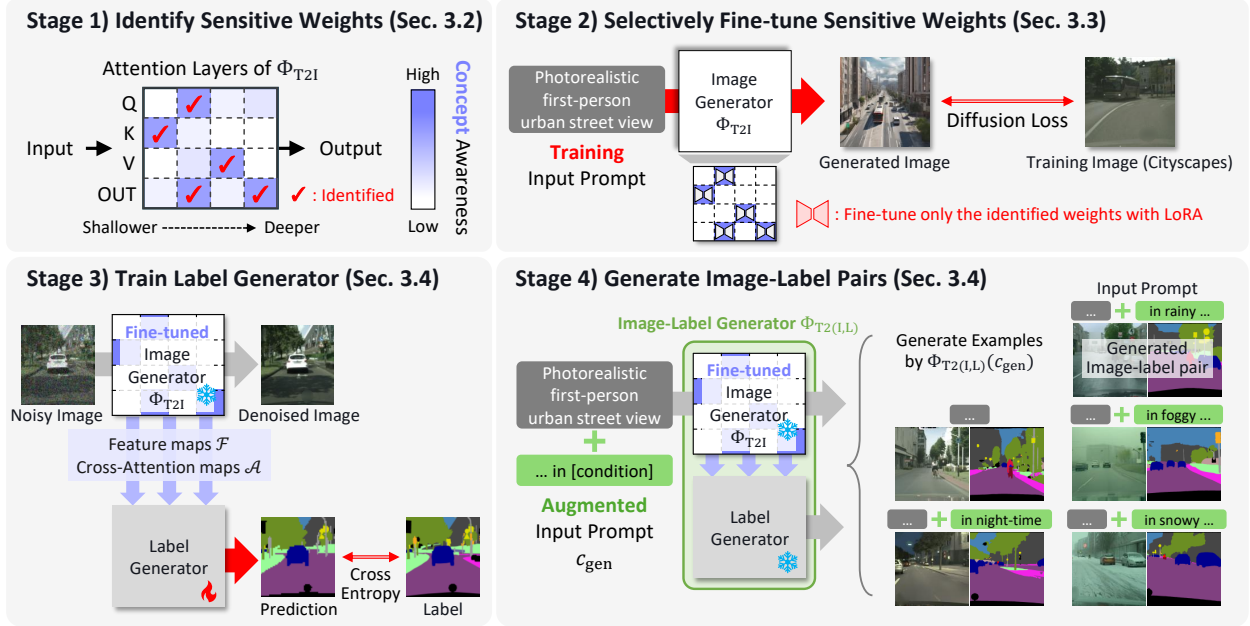 Stage 1) Identify Sensitive Weights (Sec. 3.2)
Attention Layers of Φ_T2I
Q
K
V
OUT
Input
Output
✓ : Identified
Shallower
Deeper
High
Low
Concept Awareness
Stage 2) Selectively Fine-tune Sensitive Weights (Sec. 3.3)
Photorealistic
first-person
urban street view
Training
Input Prompt
Image
Generator
Φ_T2I
Generated Image
Diffusion Loss
Training Image (Cityscapes)
: Fine-tune only the identified weights with LoRA
Stage 3) Train Label Generator (Sec. 3.4)
Noisy Image
Fine-tuned
Image
Generator
Φ_T2I
Denoised Image
Feature maps ℱ
Cross-Attention maps 𝒜
Label
Generator
Prediction
Cross
Entropy
Label
Stage 4) Generate Image-Label Pairs (Sec. 3.4)
Image-Label Generator Φ_T2(I,L)
Photorealistic
first-person
urban street view
+
... in [condition]
Augmented
Input Prompt
c_gen
Fine-tuned
Image
Generator
Φ_T2I
Label
Generator
Generate Examples
by Φ_T2(I,L)(c_gen)
Input Prompt
... + in rainy ...
Generated
Image-label pair
...
... + in foggy ...
... + in night-time
... + in snowy ...